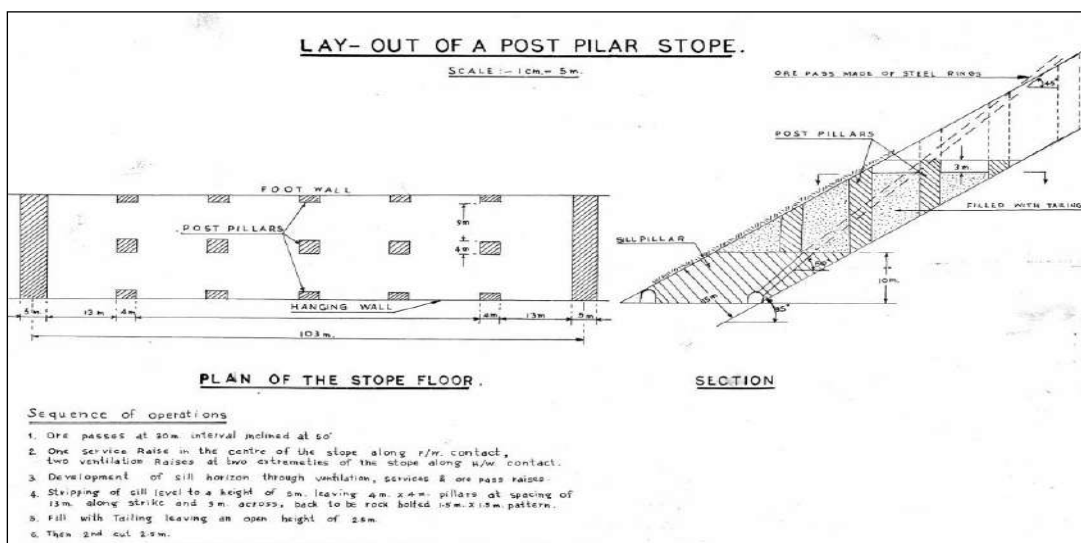 LAY-OUT OF A POST PILAR STOPE.
SCALE :- 1cm. = 5m.
ORE PASS MADE OF STEEL RINGS
45°
POST PILLARS
3m.
FILLED WITH TAILING
SILL PILLAR
10m.
15m.
FOOT WALL
POST PILLARS
9m
4m
HANGING WALL
5m.
13m
4m
4m
13m
5m
103m.
PLAN OF THE STOPE FLOOR.
SECTION
Sequence of operations
1. Ore passes at 30m. interval inclined at 50°
2. One service Raise in the centre of the stope along F/W. contact,
two ventilation Raises at two extremeties of the stope along H/W contact.
3. Development of sill horizon through ventilation, services & ore pass raises.
4. Stripping of sill level to a height of 5m. leaving 4m. x 4m. pillars at spacing of
13m. along strike and 9m. across, back to be rock bolted 1.5m. x 1.5m. pattern.
5. Fill with Tailing leaving an open height of 2.5m.
6. Then 2nd cut 2.5m.